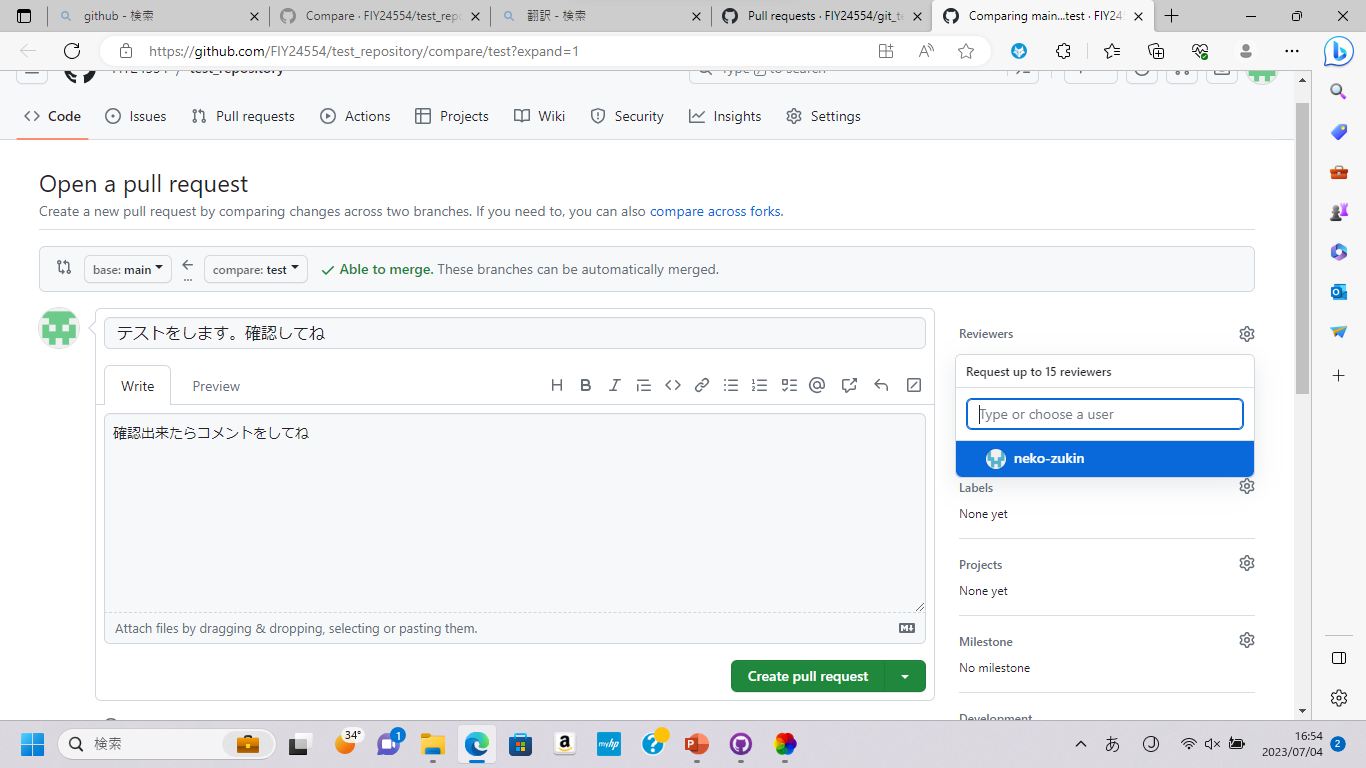 github - 検索
Compare · FIY24554/test_rep
翻訳 - 検索
Pull requests · FIY24554/git_te
Comparing main...test · FIY24
https://github.com/FIY24554/test_repository/compare/test?expand=1
FIY24554 / test_repository
Type / to search
Code
Issues
Pull requests
Actions
Projects
Wiki
Security
Insights
Settings
Open a pull request
Create a new pull request by comparing changes across two branches. If you need to, you can also compare across forks.
base: main
compare: test
Able to merge. These branches can be automatically merged.
テストをします。確認してね
Write
Preview
確認出来たらコメントをしてね
Attach files by dragging & dropping, selecting or pasting them.
Create pull request
Reviewers
Request up to 15 reviewers
Type or choose a user
neko-zukin
Labels
None yet
Projects
None yet
Milestone
No milestone
Development
検索
34°
1
あ
16:54
2023/07/04
2